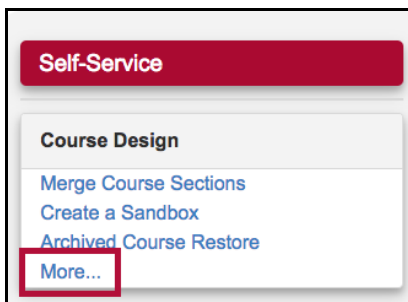 Self-Service
Course Design
Merge Course Sections
Create a Sandbox
Archived Course Restore
More...